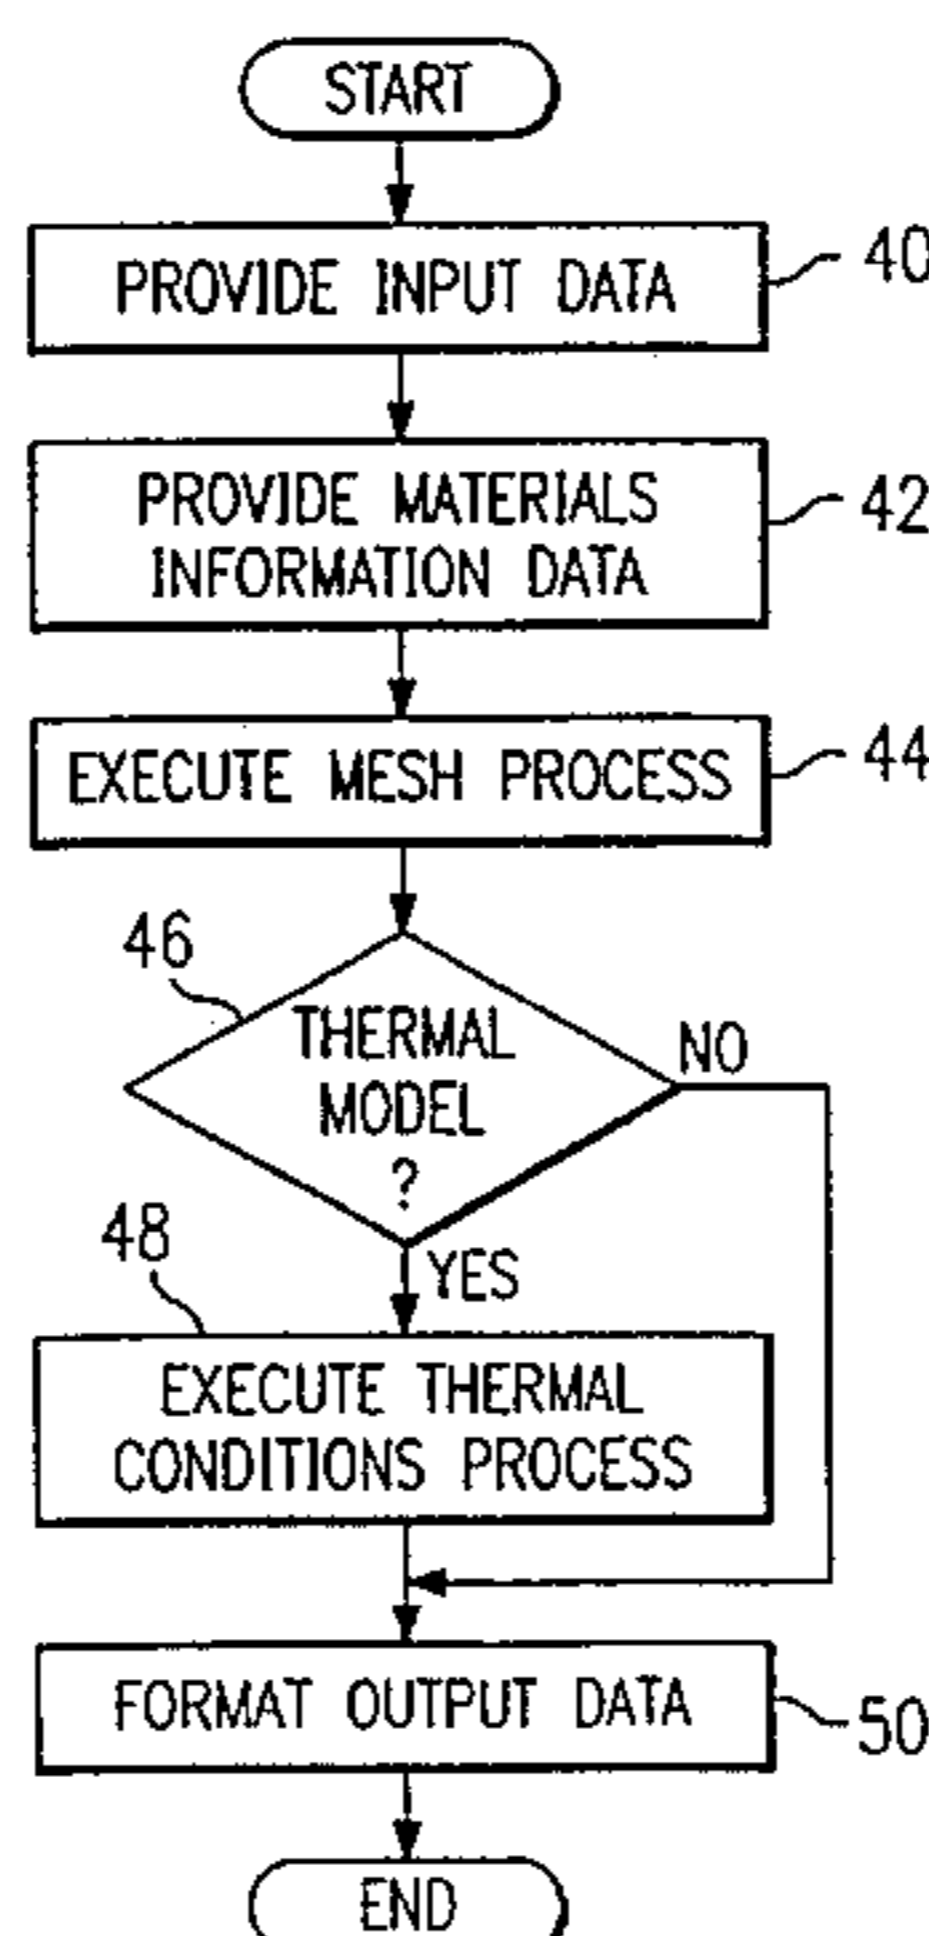 START
PROVIDE INPUT DATA
40
PROVIDE MATERIALS
INFORMATION DATA
42
EXECUTE MESH PROCESS
44
46
THERMAL
MODEL
?
NO
YES
48
EXECUTE THERMAL
CONDITIONS PROCESS
FORMAT OUTPUT DATA
50
END